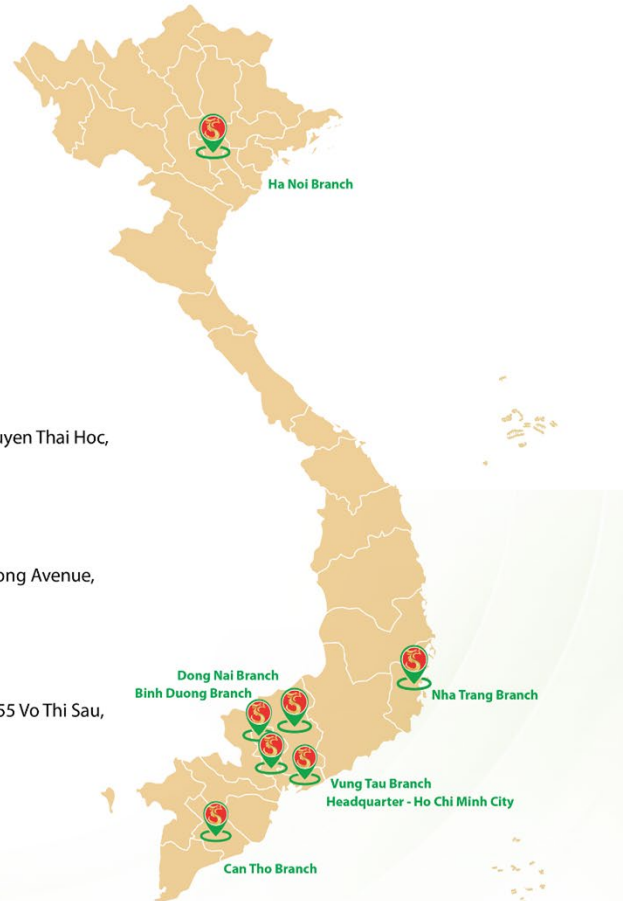 Ha Noi Branch
uyen Thai Hoc,
ong Avenue,
55 Vo Thi Sau,
Dong Nai Branch
Binh Duong Branch
Nha Trang Branch
Vung Tau Branch
Headquarter - Ho Chi Minh City
Can Tho Branch